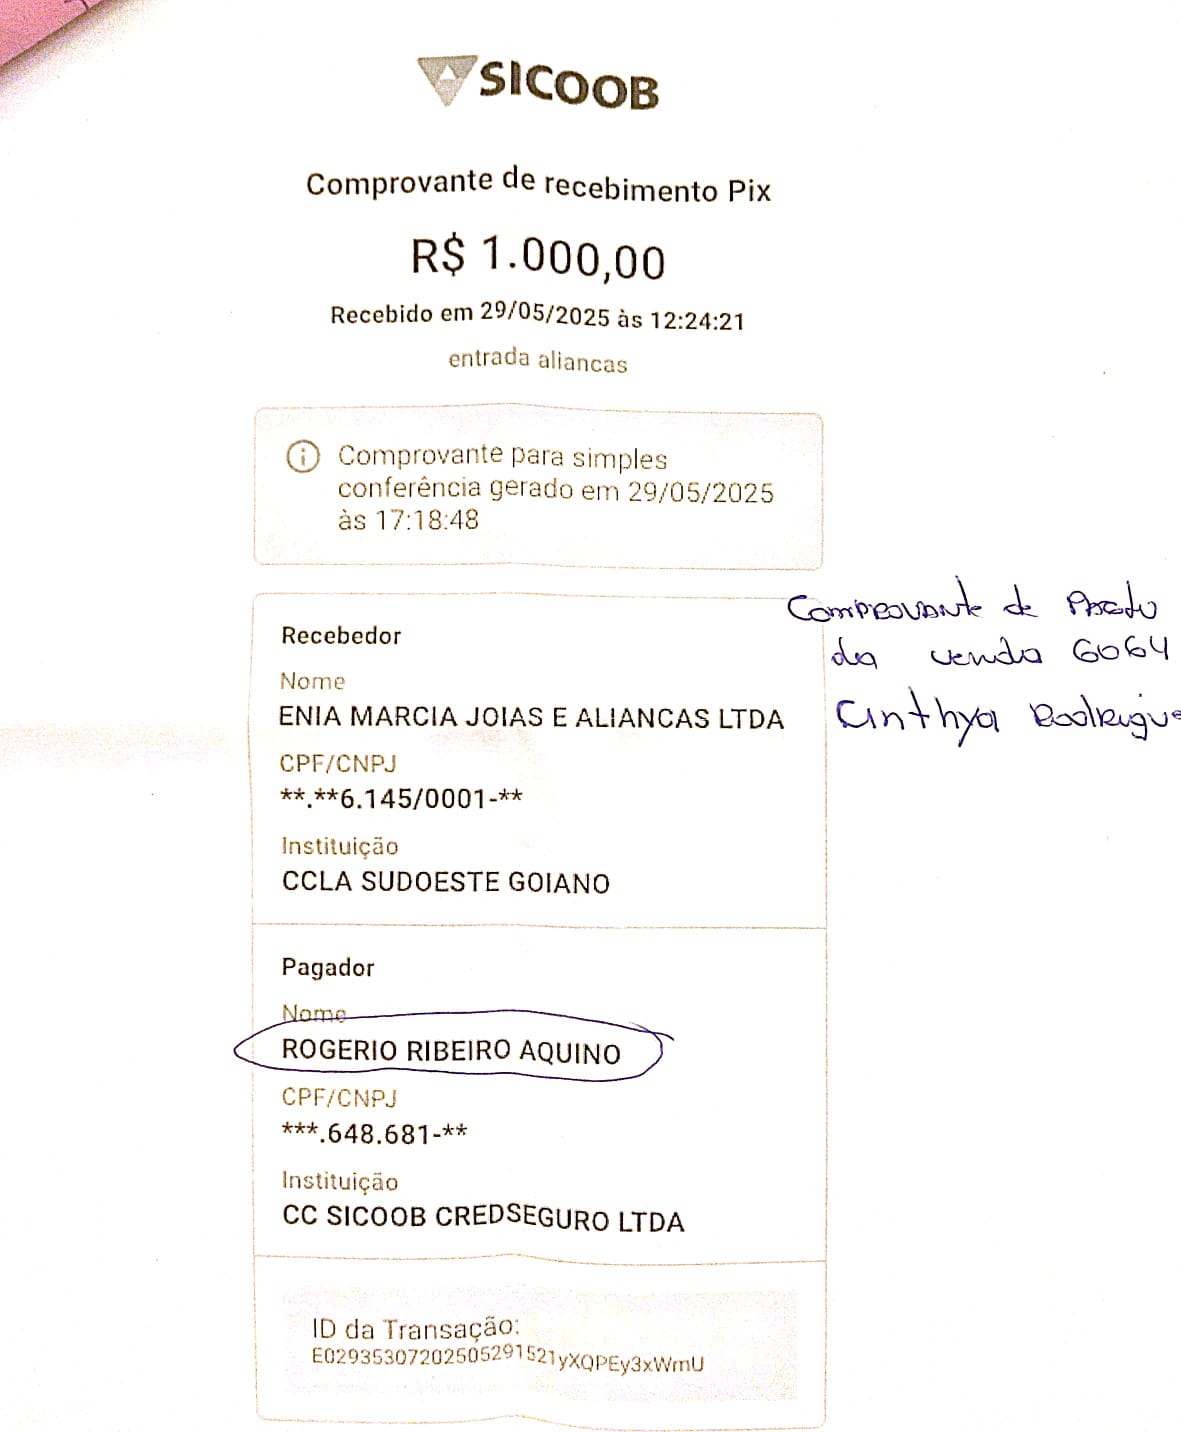 SICOOB
Comprovante de recebimento Pix
R$ 1.000,00
Recebido em 29/05/2025 às 12:24:21
entrada aliancas
Comprovante para simples
conferência gerado em 29/05/2025
às 17:18:48
Comprovante de Pagto
da venda 6064
Cinthya Rodrigue
Recebedor
Nome
ENIA MARCIA JOIAS E ALIANCAS LTDA
CPF/CNPJ
**.**6.145/0001-**
Instituição
CCLA SUDOESTE GOIANO
Pagador
Nome
ROGERIO RIBEIRO AQUINO
CPF/CNPJ
***.648.681-**
Instituição
CC SICOOB CREDSEGURO LTDA
ID da Transação:
E02935307202505291521yXQPEy3xWmU